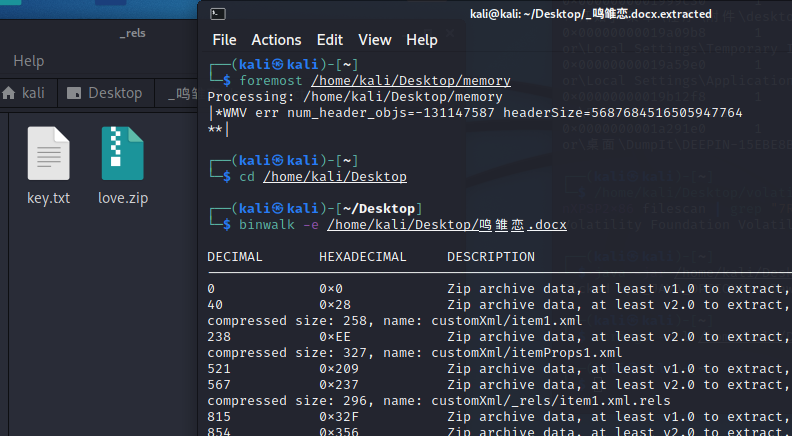 _rels
Help
kali
Desktop
_鸣雏
key.txt
love.zip
kali@kali: ~/Desktop/_鸣雏恋.docx.extracted
File Actions Edit View Help
┌──(kali㉿kali)-[~]
└─$ foremost /home/kali/Desktop/memory
Processing: /home/kali/Desktop/memory
|*WMV err num_header_objs=-131147587 headerSize=5687684516505947764
**|
┌──(kali㉿kali)-[~]
└─$ cd /home/kali/Desktop
┌──(kali㉿kali)-[~/Desktop]
└─$ binwalk -e /home/kali/Desktop/鸣雏恋.docx
DECIMAL HEXADECIMAL DESCRIPTION
0 0×0 Zip archive data, at least v1.0 to extract,
40 0×28 Zip archive data, at least v2.0 to extract,
compressed size: 258, name: customXml/item1.xml
238 0×EE Zip archive data, at least v2.0 to extract,
compressed size: 327, name: customXml/itemProps1.xml
521 0×209 Zip archive data, at least v1.0 to extract,
567 0×237 Zip archive data, at least v2.0 to extract,
compressed size: 296, name: customXml/_rels/item1.xml.rels
815 0×32F Zip archive data, at least v1.0 to extract,
854 0×356 Zip archive data, at least v2.0 to extract,